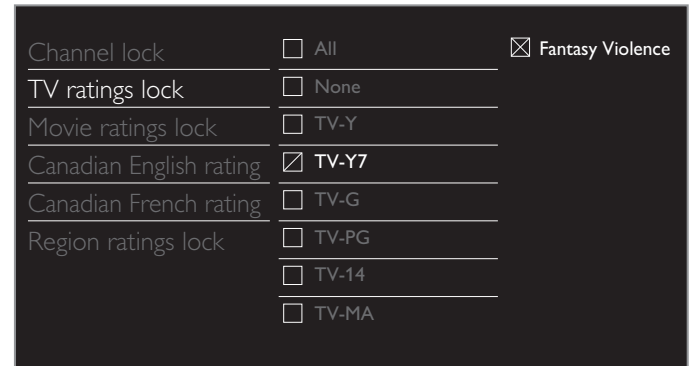 Channel lock
TV ratings lock
Movie ratings lock
Canadian English rating
Canadian French rating
Region ratings lock
All
None
TV-Y
TV-Y7
TV-G
TV-PG
TV-14
TV-MA
Fantasy Violence